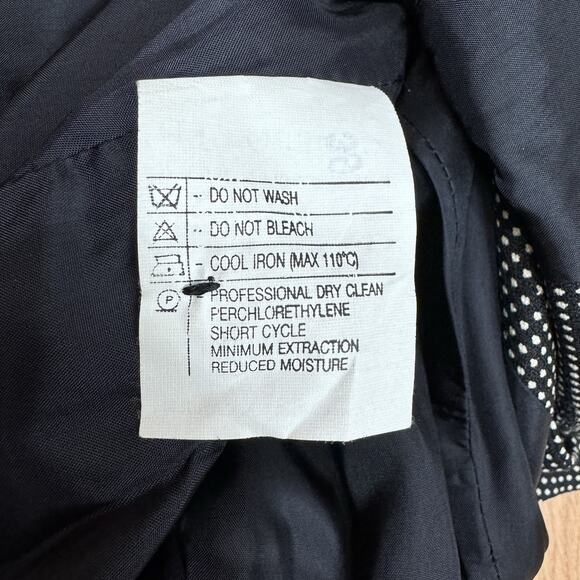 - DO NOT WASH
- DO NOT BLEACH
- COOL IRON (MAX 110°C)
P - PROFESSIONAL DRY CLEAN
PERCHLORETHYLENE
SHORT CYCLE
MINIMUM EXTRACTION
REDUCED MOISTURE